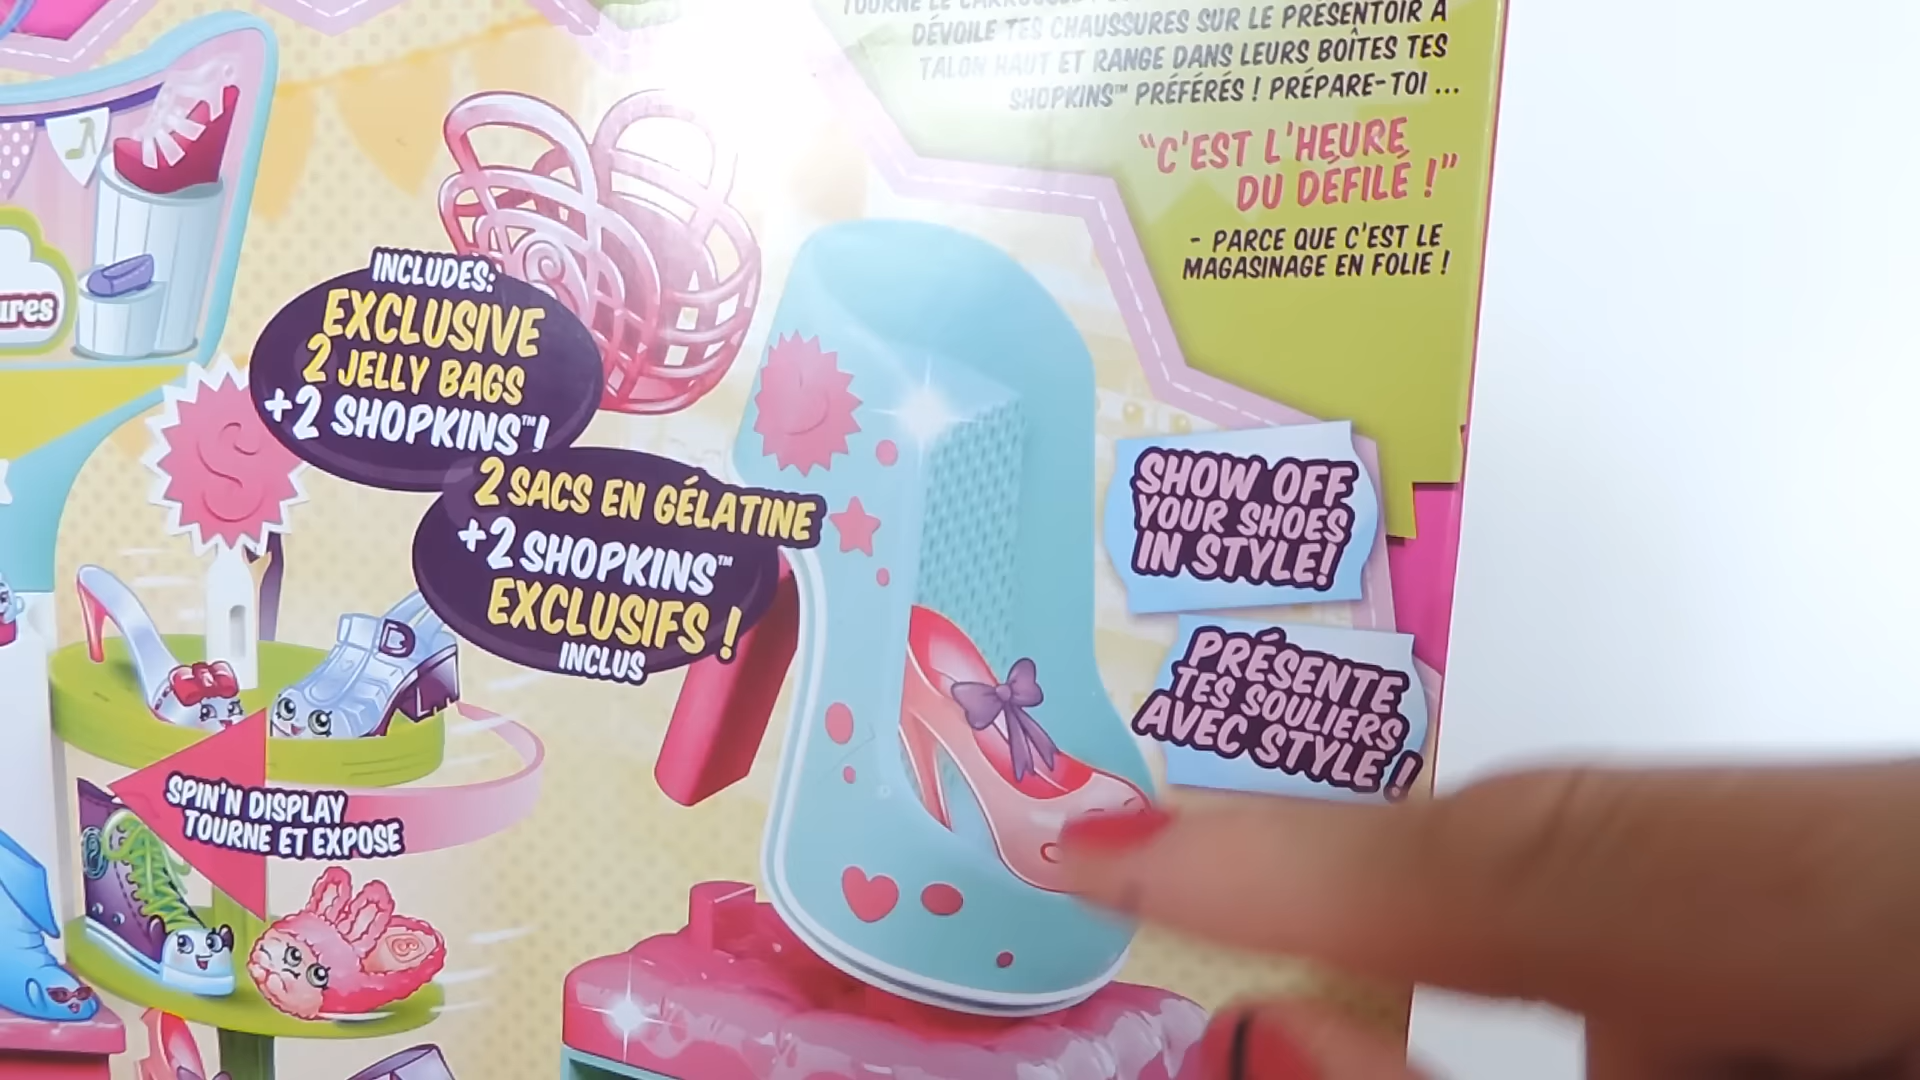 TOURNE LE
DÉVOILE TES CHAUSSURES SUR LE PRÉSENTOIR À
TALON HAUT ET RANGE DANS LEURS BOÎTES TES
SHOPKINS™ PRÉFÉRÉS ! PRÉPARE-TOI ...
"C'EST L'HEURE
DU DÉFILÉ !"
- PARCE QUE C'EST LE
MAGASINAGE EN FOLIE !
INCLUDES:
EXCLUSIVE
2 JELLY BAGS
+2 SHOPKINS™!
2 SACS EN GÉLATINE
+2 SHOPKINS™
EXCLUSIFS !
INCLUS
SHOW OFF
YOUR SHOES
IN STYLE!
PRÉSENTE
TES SOULIERS
AVEC STYLE !
SPIN'N DISPLAY
TOURNE ET EXPOSE
S
B